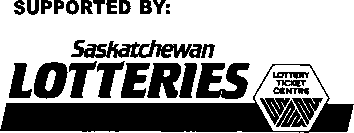 SUPPORTED BY:
Saskatchewan
LOTTERIES
LOTTERY
TICKET
CENTRE